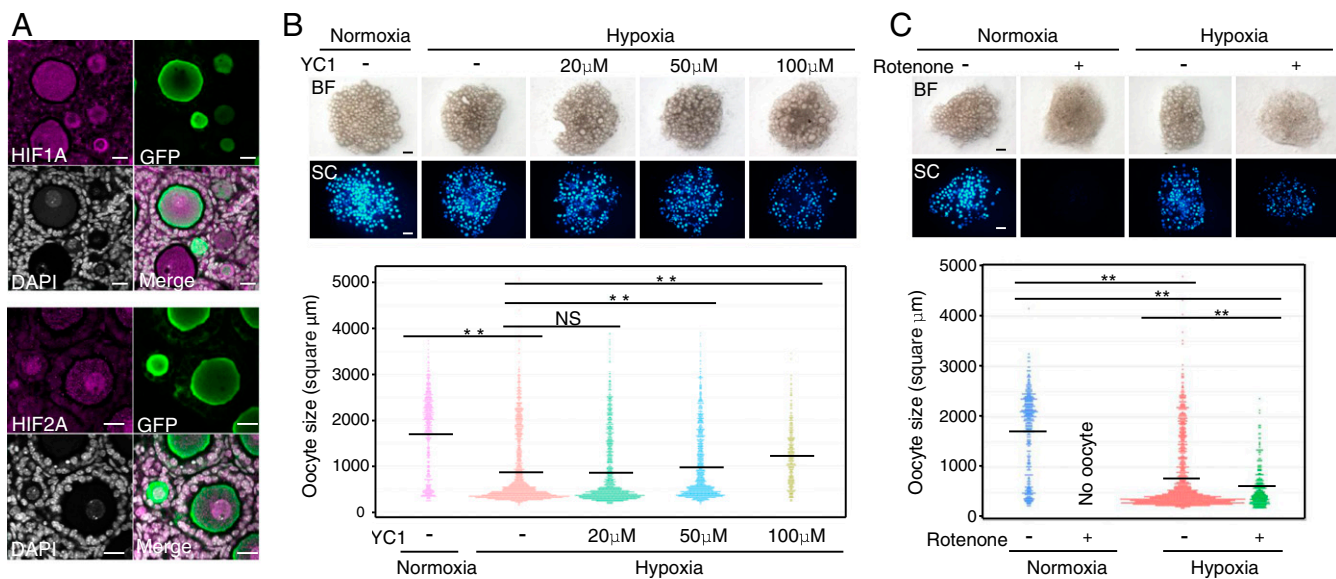 A
HIF1A
GFP
DAPI
Merge
HIF2A
GFP
DAPI
Merge
B
Normoxia
Hypoxia
YC1 - - 20μM 50μM 100μM
BF
SC
**
**
NS
**
Oocyte size (square μm)
5000
4000
3000
2000
1000
0
YC1 - - 20μM 50μM 100μM
Normoxia
Hypoxia
C
Normoxia
Hypoxia
Rotenone - + - +
BF
SC
**
**
**
Oocyte size (square μm)
5000
4000
3000
2000
1000
0
No oocyte
Rotenone - + - +
Normoxia
Hypoxia